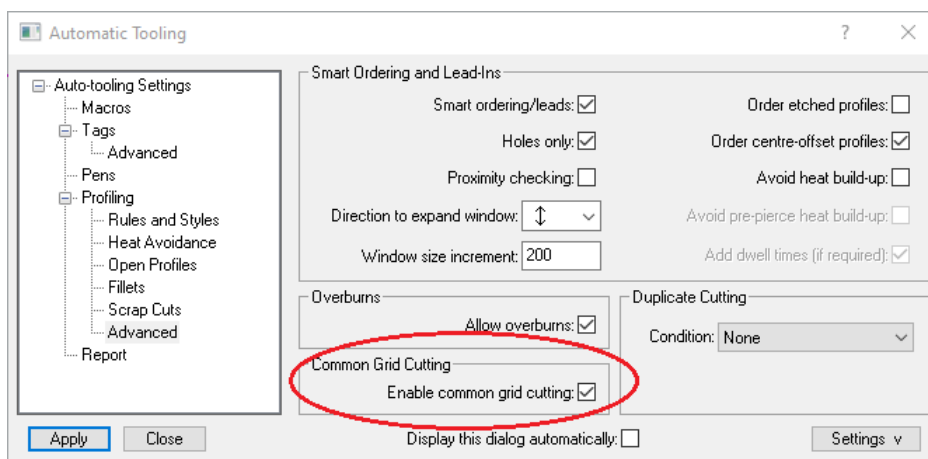 Automatic Tooling
Auto-tooling Settings
Macros
Tags
Advanced
Pens
Profiling
Rules and Styles
Heat Avoidance
Open Profiles
Fillets
Scrap Cuts
Advanced
Report
Smart Ordering and Lead-Ins
Smart ordering/leads:
Order etched profiles:
Holes only:
Order centre-offset profiles:
Proximity checking:
Avoid heat build-up:
Direction to expand window:
Avoid pre-pierce heat build-up:
Window size increment: 200
Add dwell times (if required):
Overburns
Allow overburns:
Duplicate Cutting
Condition: None
Common Grid Cutting
Enable common grid cutting:
Apply
Close
Display this dialog automatically:
Settings v